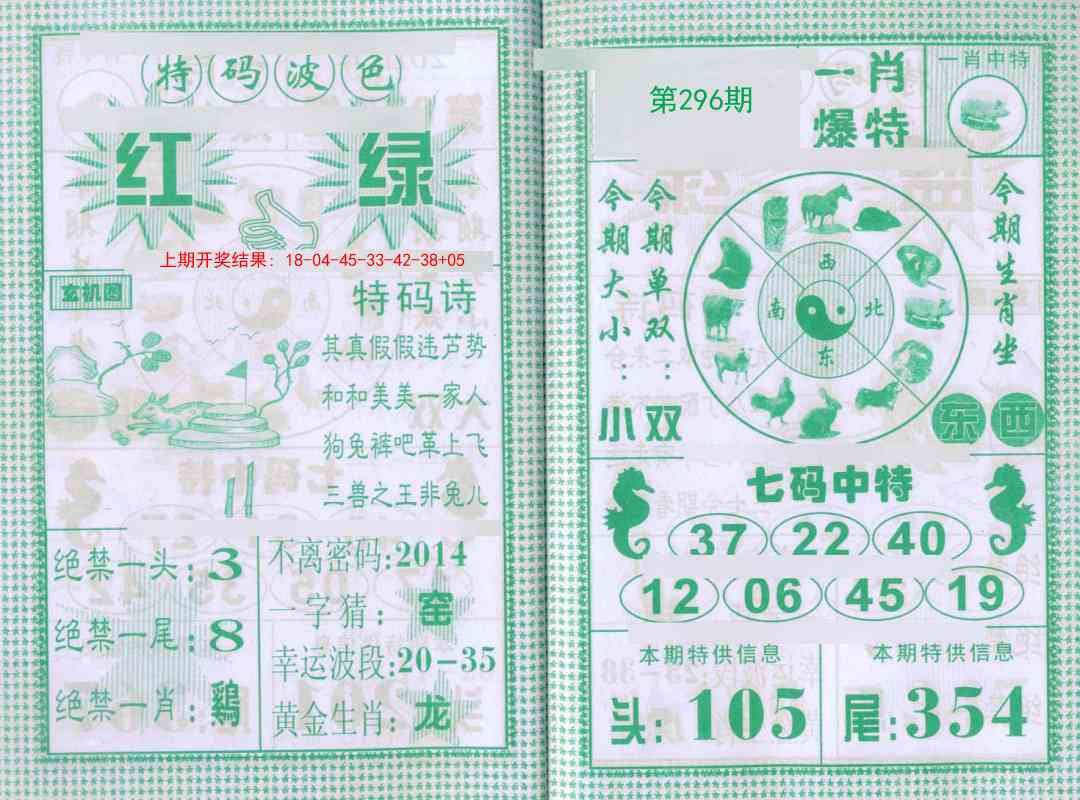 特码波色
红 绿
上期开奖结果: 18-04-45-33-42-38+05
玄机图
特码诗
其真假假违芦势
和和美美一家人
狗兔裤吧革上飞
三兽之王非兔儿
11
绝禁一头:3
绝禁一尾:8
绝禁一肖:鷄
不离密码:2014
一字猜:窑
幸运波段:20-35
黄金生肖:龙
第296期
一肖
爆特
一肖中特
今期大小:小
今期单双:双
西
南 北
东
今期生肖坐
东西
七码中特
37 22 40
12 06 45 19
本期特供信息
头:105
本期特供信息
尾:354